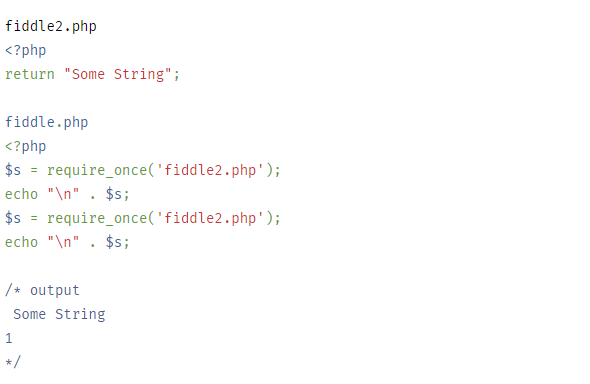 fiddle2.php
<?php
return "Some String";

fiddle.php
<?php
$s = require_once('fiddle2.php');
echo "\n" . $s;
$s = require_once('fiddle2.php');
echo "\n" . $s;

/* output
 Some String
1
*/